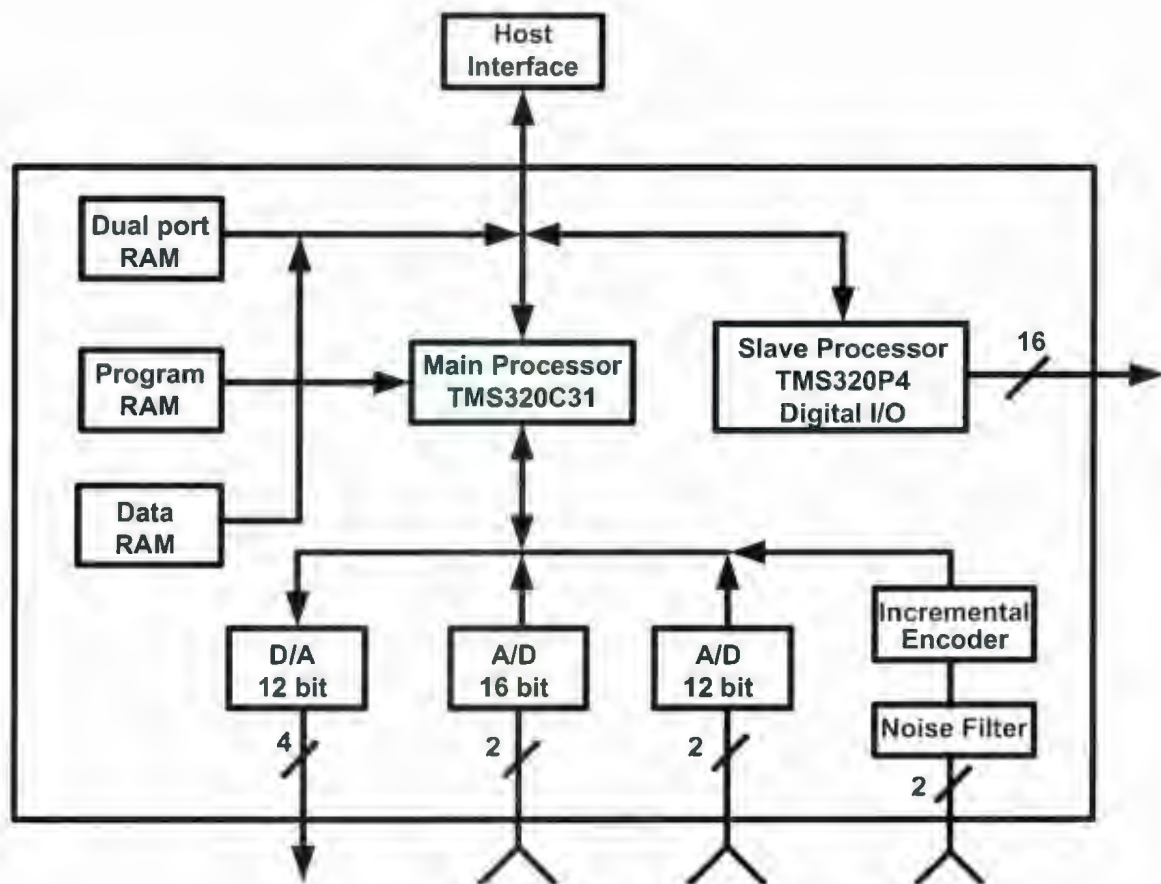 Host
Interface
Dual port
RAM
Program
RAM
Main Processor
TMS320C31
Slave Processor
TMS320P4
Digital I/O
16
Data
RAM
D/A
12 bit
A/D
16 bit
A/D
12 bit
Incremental
Encoder
Noise Filter
4
2
2
2